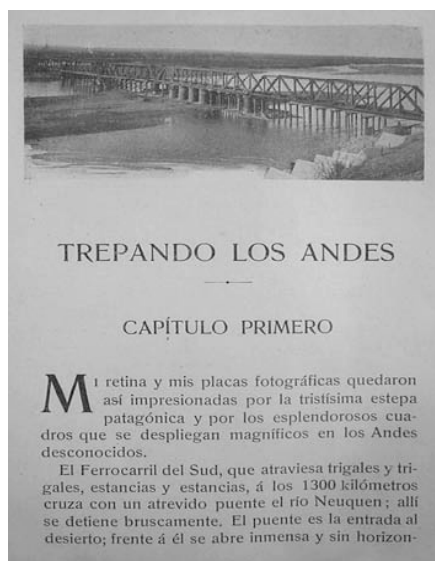 TREPANDO LOS ANDES
CAPÍTULO PRIMERO
MI retina y mis placas fotográficas quedaron
así impresionadas por la tristísima estepa
patagónica y por los esplendorosos cua-
dros que se despliegan magníficos en los Andes
desconocidos.
El Ferrocarril del Sud, que atraviesa trigales y tri-
gales, estancias y estancias, á los 1300 kilómetros
cruza con un atrevido puente el río Neuquen; allí
se detiene bruscamente. El puente es la entrada al
desierto; frente á él se abre inmensa y sin horizon-